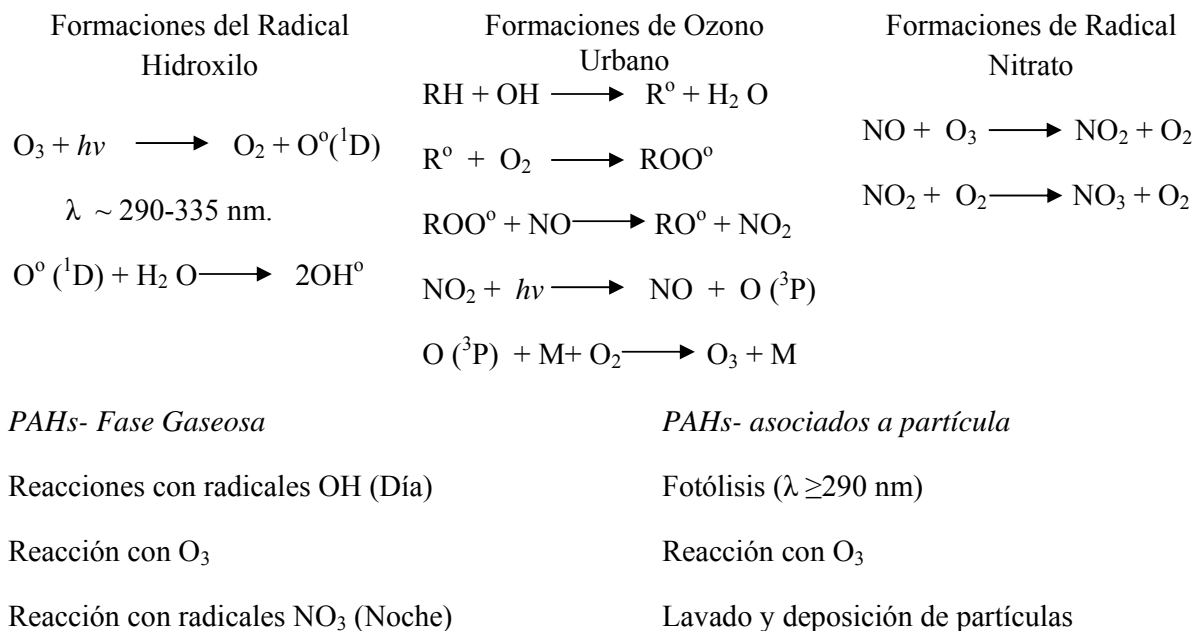 Formaciones del Radical
Hidroxilo
O₃ + hv → O₂ + Oº(¹D)
λ ~ 290-335 nm.
Oº (¹D) + H₂ O → 2OHº
Formaciones de Ozono
Urbano
RH + OH → Rº + H₂ O
Rº + O₂ → ROOº
ROOº + NO → ROº + NO₂
NO₂ + hv → NO + O (³P)
O (³P) + M+ O₂ → O₃ + M
Formaciones de Radical
Nitrato
NO + O₃ → NO₂ + O₂
NO₂ + O₂ → NO₃ + O₂
PAHs- Fase Gaseosa
Reacciones con radicales OH (Día)
Reacción con O₃
Reacción con radicales NO₃ (Noche)
PAHs- asociados a partícula
Fotólisis (λ ≥290 nm)
Reacción con O₃
Lavado y deposición de partículas